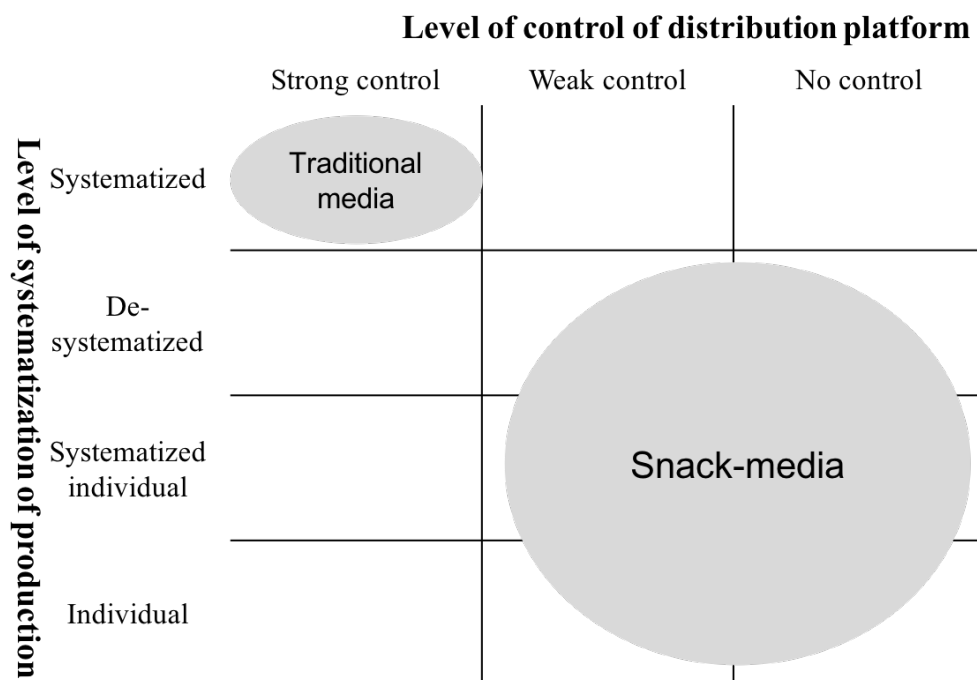 Level of control of distribution platform
Strong control
Weak control
No control
Level of systematization of production
Systematized
Traditional
media
De-
systematized
Systematized
individual
Snack-media
Individual